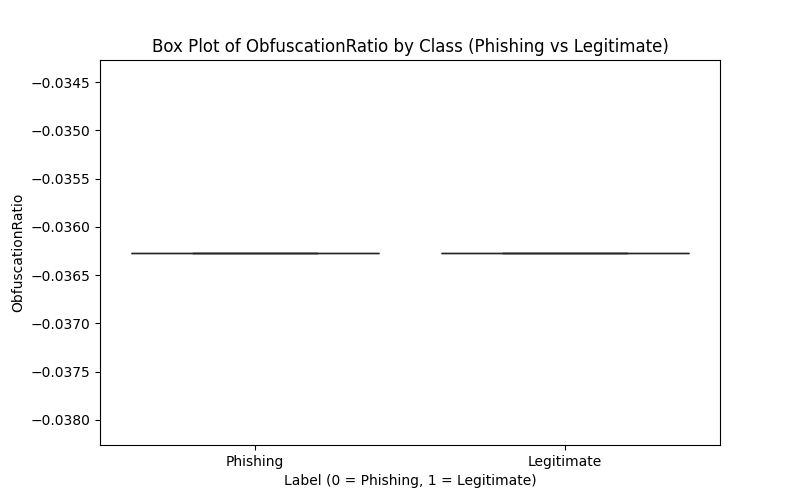 Box Plot of ObfuscationRatio by Class (Phishing vs Legitimate)
−0.0345
−0.0350
−0.0355
−0.0360
−0.0365
−0.0370
−0.0375
−0.0380
ObfuscationRatio
Phishing
Legitimate
Label (0 = Phishing, 1 = Legitimate)